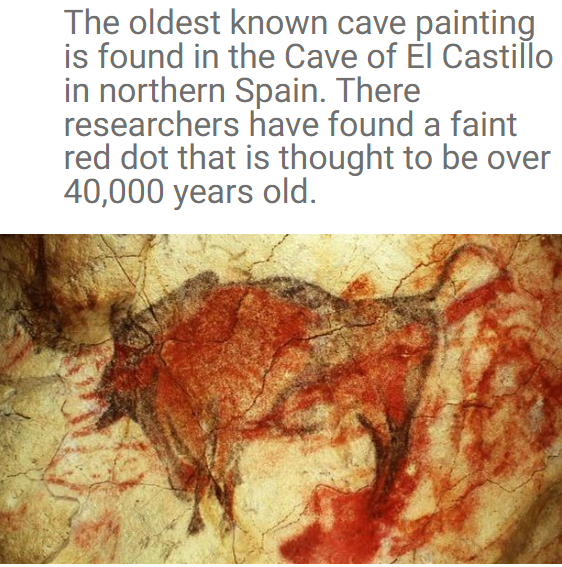 The oldest known cave painting
is found in the Cave of El Castillo
in northern Spain. There
researchers have found a faint
red dot that is thought to be over
40,000 years old.